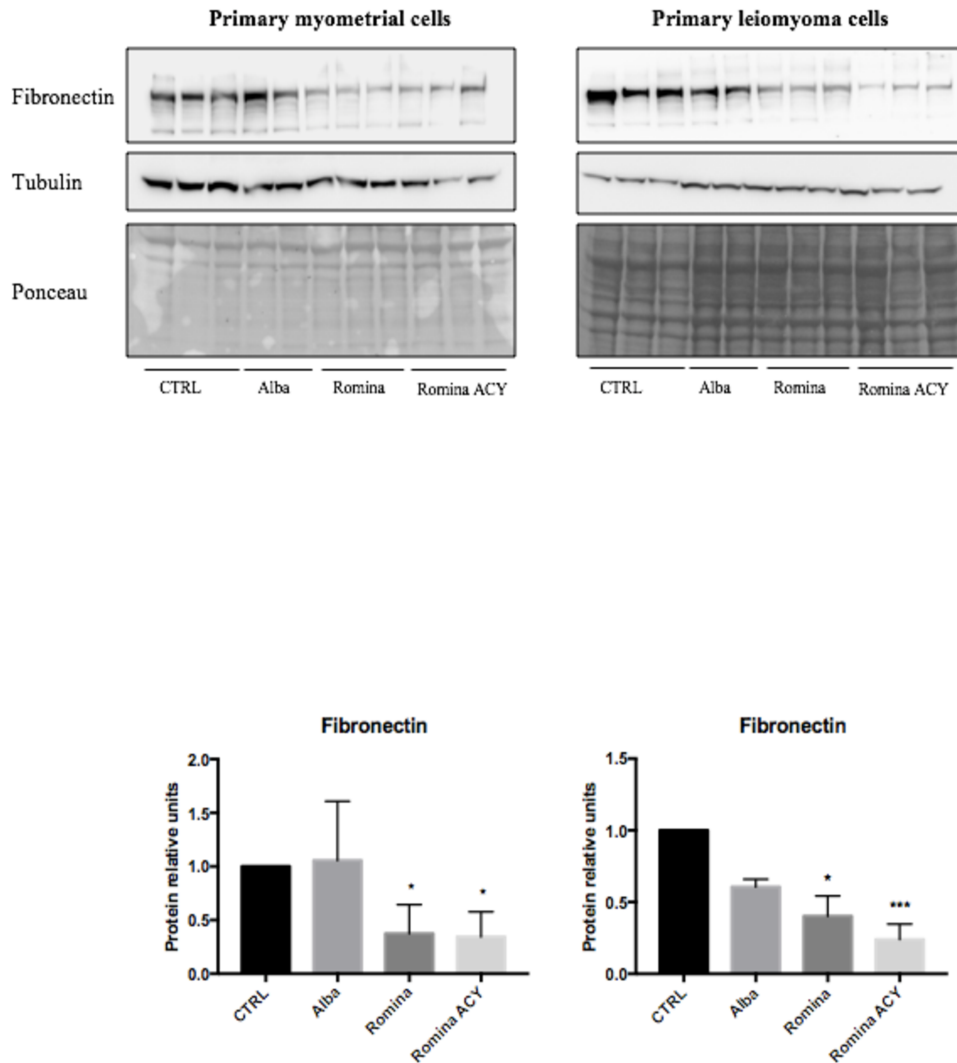 Primary myometrial cells
Primary leiomyoma cells
Fibronectin
Tubulin
Ponceau
CTRL Alba Romina Romina ACY
CTRL Alba Romina Romina ACY
Fibronectin
Protein relative units
2.0
1.5
1.0
0.5
0.0
* *
CTRL Alba Romina Romina ACY
Fibronectin
Protein relative units
1.5
1.0
0.5
0.0
* ***
CTRL Alba Romina Romina ACY